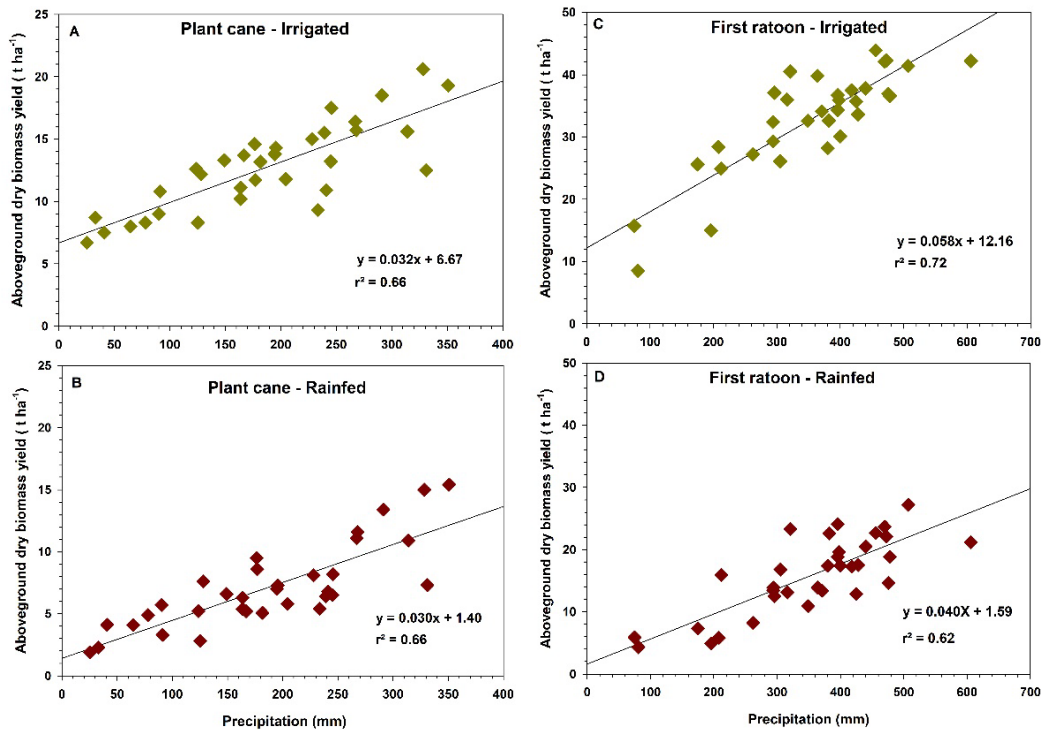 A
Plant cane - Irrigated
Aboveground dry biomass yield ( t ha⁻¹)
25
20
15
10
5
0
y = 0.032x + 6.67
r² = 0.66
0 50 100 150 200 250 300 350 400
C
First ratoon - Irrigated
Aboveground dry biomass yield ( t ha⁻¹)
50
40
30
20
10
0
y = 0.058x + 12.16
r² = 0.72
0 100 200 300 400 500 600 700
B
Plant cane - Rainfed
Aboveground dry biomass yield ( t ha⁻¹)
25
20
15
10
5
0
y = 0.030x + 1.40
r² = 0.66
0 50 100 150 200 250 300 350 400
Precipitation (mm)
D
First ratoon - Rainfed
Aboveground dry biomass yield ( t ha⁻¹)
50
40
30
20
10
0
y = 0.040X + 1.59
r² = 0.62
0 100 200 300 400 500 600 700
Precipitation (mm)